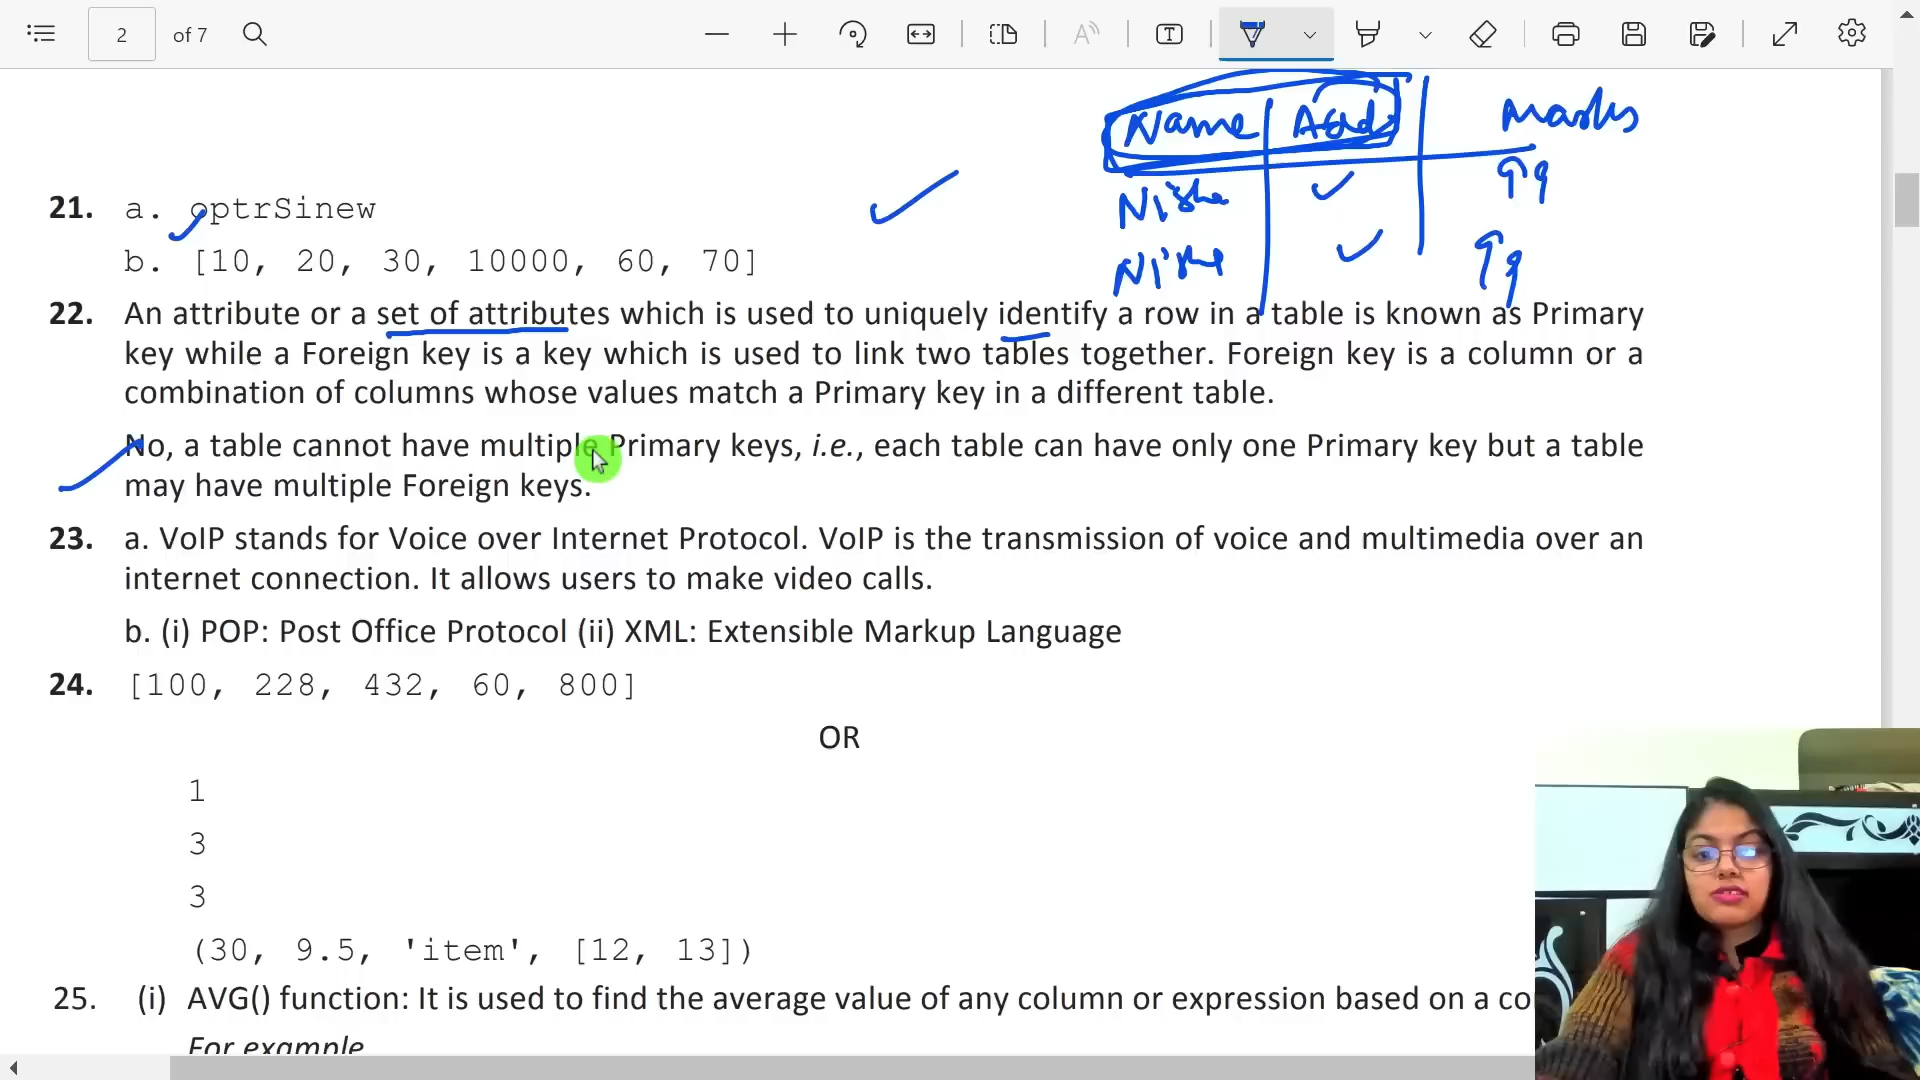 2 of 7
Name Add Marks
Nisha 99
Nisha 99
21. a. optrSinew
b. [10, 20, 30, 10000, 60, 70]
22. An attribute or a set of attributes which is used to uniquely identify a row in a table is known as Primary
key while a Foreign key is a key which is used to link two tables together. Foreign key is a column or a
combination of columns whose values match a Primary key in a different table.
No, a table cannot have multiple Primary keys, i.e., each table can have only one Primary key but a table
may have multiple Foreign keys.
23. a. VoIP stands for Voice over Internet Protocol. VoIP is the transmission of voice and multimedia over an
internet connection. It allows users to make video calls.
b. (i) POP: Post Office Protocol (ii) XML: Extensible Markup Language
24. [100, 228, 432, 60, 800]
OR
1
3
3
(30, 9.5, 'item', [12, 13])
25. (i) AVG() function: It is used to find the average value of any column or expression based on a co
For example